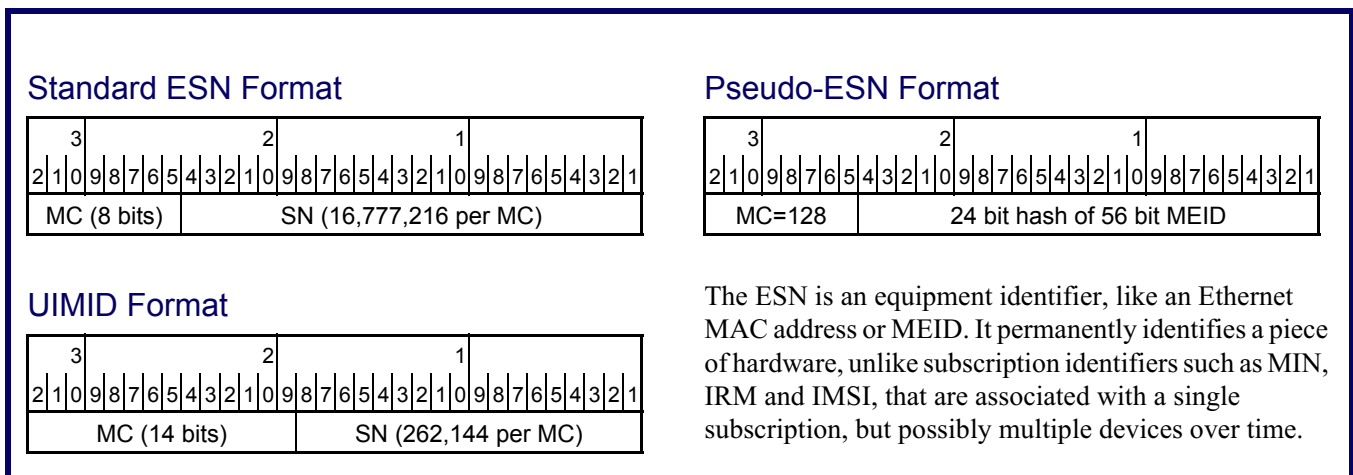 Standard ESN Format
3 2 1
2 1 0 9 8 7 6 5 4 3 2 1 0 9 8 7 6 5 4 3 2 1 0 9 8 7 6 5 4 3 2 1
MC (8 bits) SN (16,777,216 per MC)
UIMID Format
3 2 1
2 1 0 9 8 7 6 5 4 3 2 1 0 9 8 7 6 5 4 3 2 1 0 9 8 7 6 5 4 3 2 1
MC (14 bits) SN (262,144 per MC)
Pseudo-ESN Format
3 2 1
2 1 0 9 8 7 6 5 4 3 2 1 0 9 8 7 6 5 4 3 2 1 0 9 8 7 6 5 4 3 2 1
MC=128 24 bit hash of 56 bit MEID
The ESN is an equipment identifier, like an Ethernet
MAC address or MEID. It permanently identifies a piece
of hardware, unlike subscription identifiers such as MIN,
IRM and IMSI, that are associated with a single
subscription, but possibly multiple devices over time.